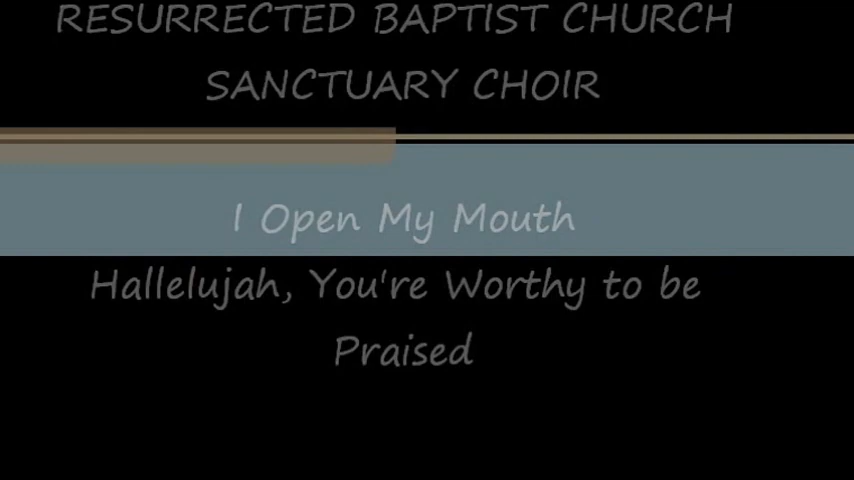 RESURRECTED BAPTIST CHURCH
SANCTUARY CHOIR
I Open My Mouth
Hallelujah, You're Worthy to be
Praised